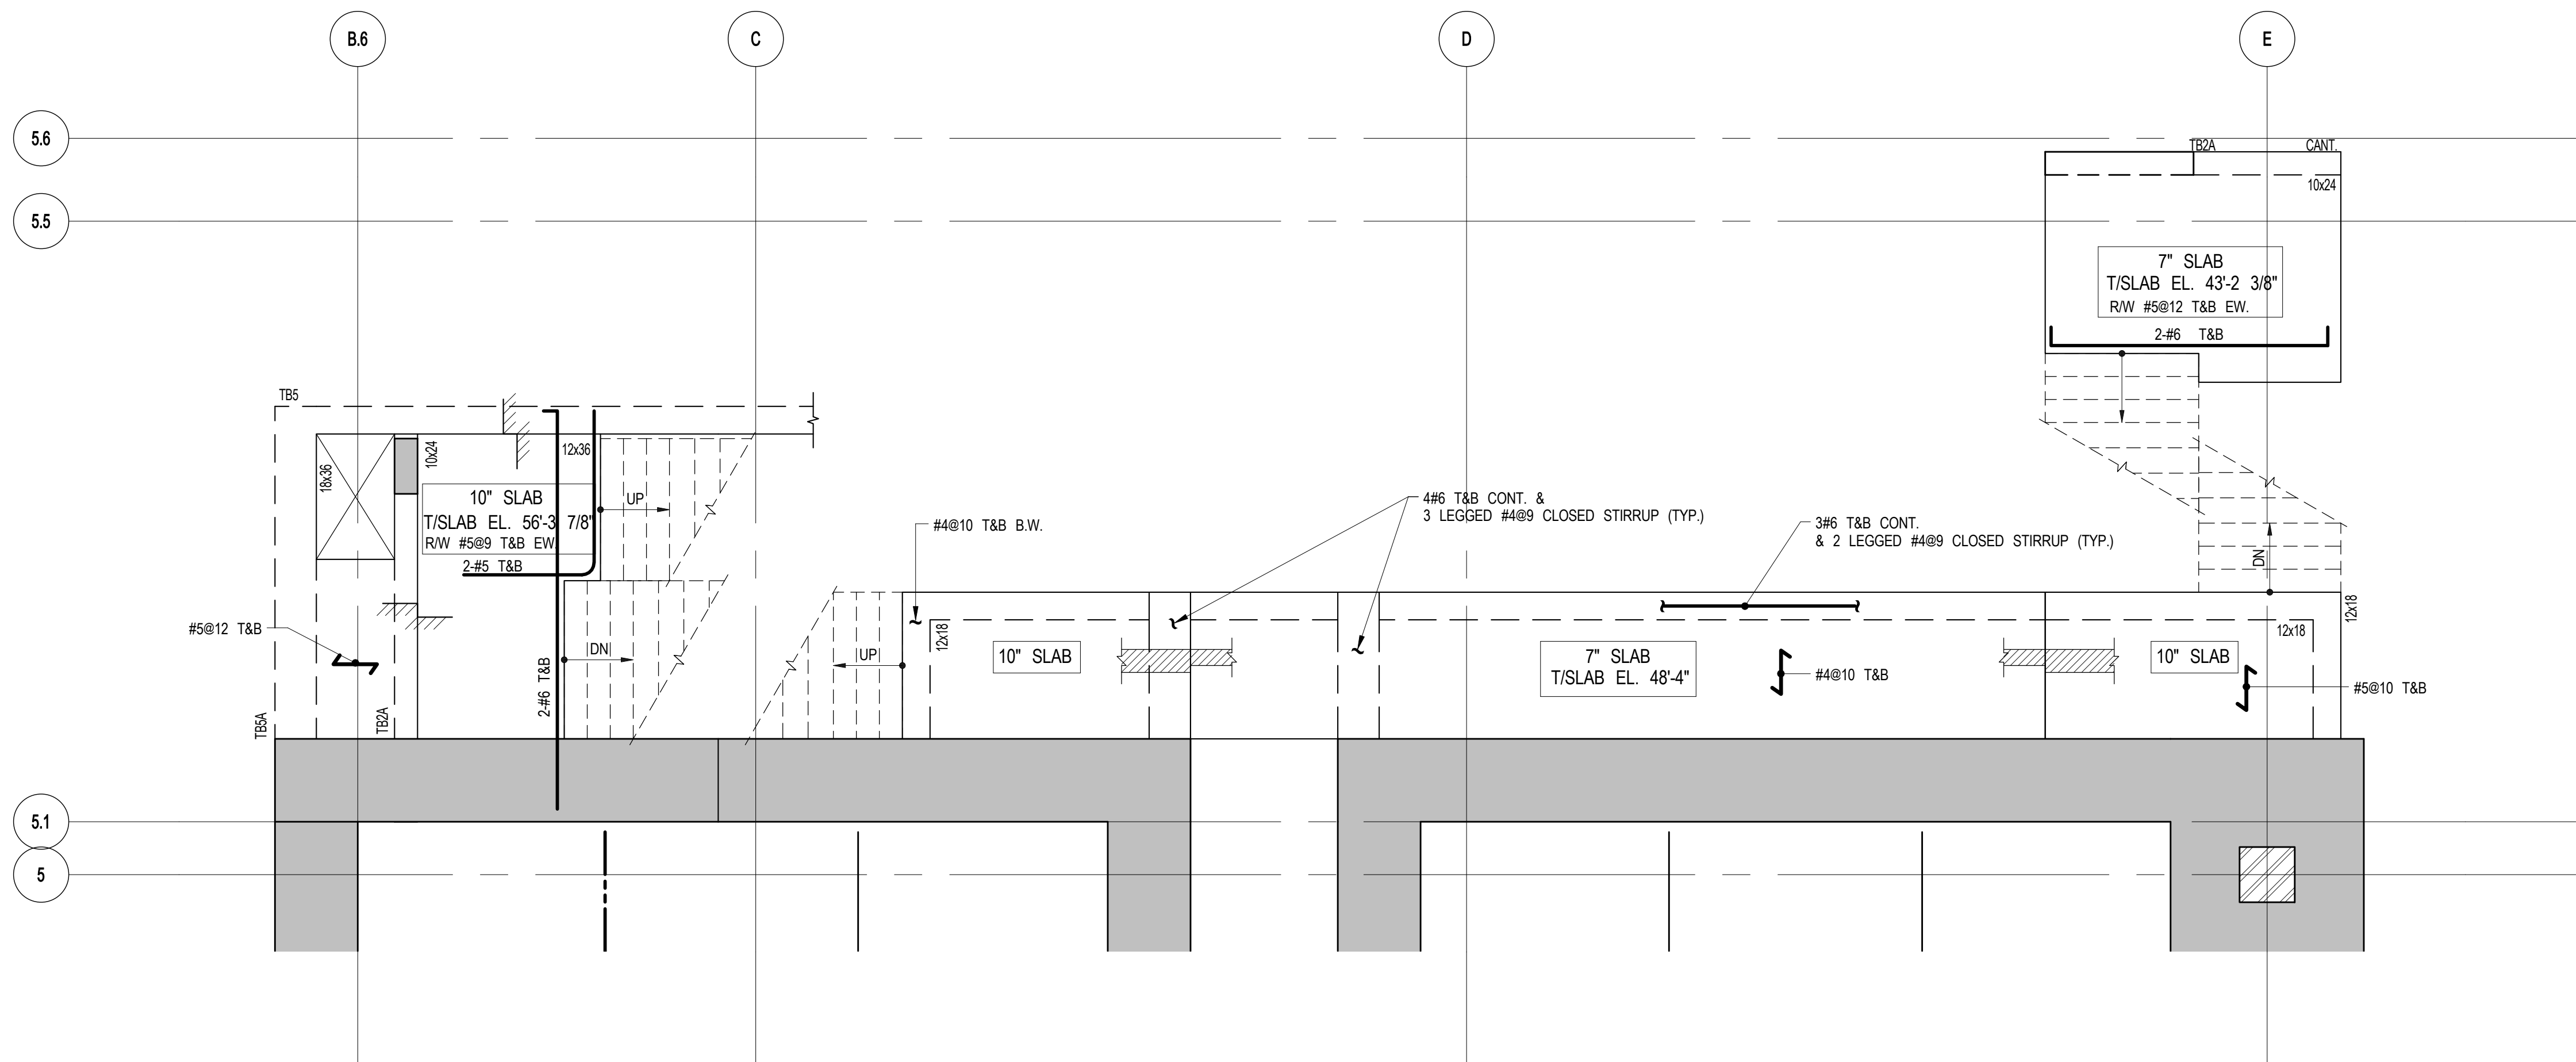 B.6
C
D
E
5.6
TB2A
CANT.
10x24
5.5
7" SLAB
T/SLAB EL. 43'-2 3/8"
R/W #5@12 T&B EW.
2-#6 T&B
TB5
12x36
10x24
18x36
10" SLAB
T/SLAB EL. 56'-3 7/8"
R/W #5@9 T&B EW.
2-#5 T&B
UP
#4@10 T&B B.W.
4#6 T&B CONT. &
3 LEGGED #4@9 CLOSED STIRRUP (TYP.)
3#6 T&B CONT.
& 2 LEGGED #4@9 CLOSED STIRRUP (TYP.)
DN
12x18
12x18
12x18
#5@12 T&B
DN
UP
10" SLAB
7" SLAB
T/SLAB EL. 48'-4"
#4@10 T&B
10" SLAB
#5@10 T&B
2-#6 T&B
TB5A
TB2A
5.1
5